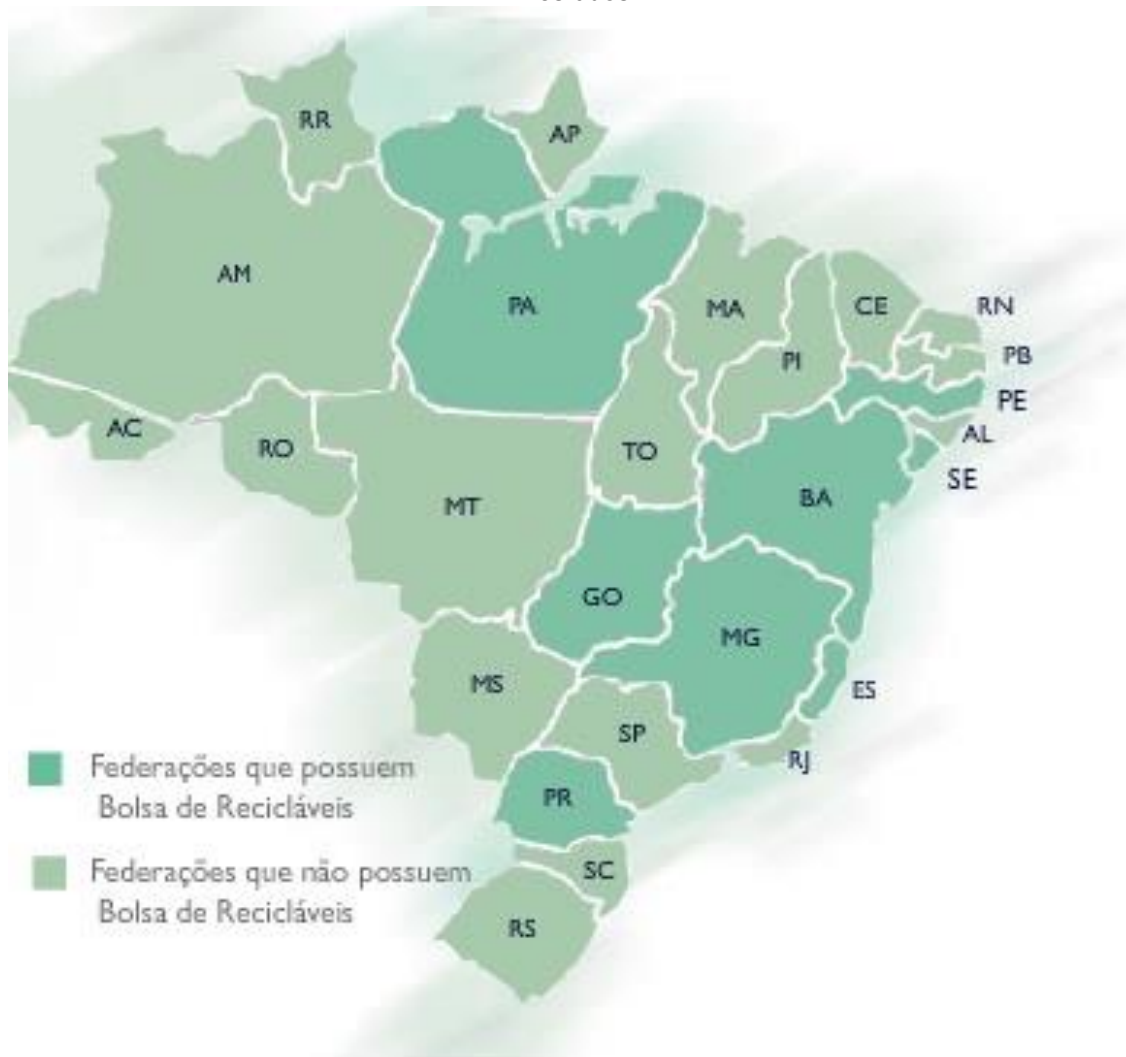 RR
AP
AM
PA
MA
CE
RN
PI
PB
PE
AC
RO
TO
AL
SE
MT
BA
GO
MG
MS
ES
SP
RJ
Federações que possuem
Bolsa de Recicláveis
PR
Federações que não possuem
Bolsa de Recicláveis
SC
RS